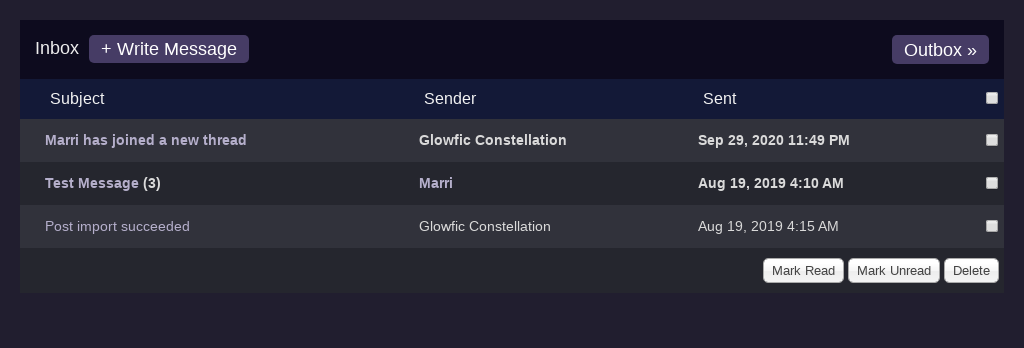 Inbox + Write Message Outbox »
Subject Sender Sent
Marri has joined a new thread Glowfic Constellation Sep 29, 2020 11:49 PM
Test Message (3) Marri Aug 19, 2019 4:10 AM
Post import succeeded Glowfic Constellation Aug 19, 2019 4:15 AM
Mark Read Mark Unread Delete